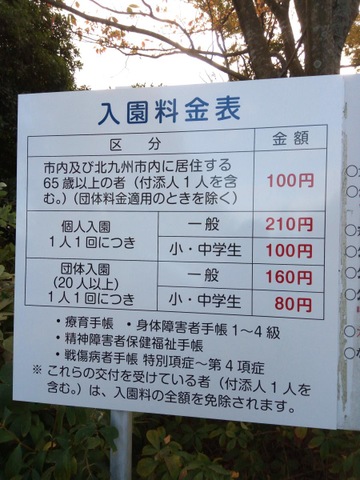 入園料金表
区 分 金 額
市内及び北九州市内に居住する
65歳以上の者（付添人1人を含
む。）（団体料金適用のときを除く） 100円
個人入園
1人1回につき
一 般 210円
小・中学生 100円
団体入園
(20人以上)
1人1回につき
一 般 160円
小・中学生 80円
・療育手帳 ・身体障害者手帳1～4級
・精神障害者保健福祉手帳
・戦傷病者手帳 特別項症～第4項症
※ これらの交付を受けている者（付添人1人を
含む。）は、入園料の全額を免除されます。